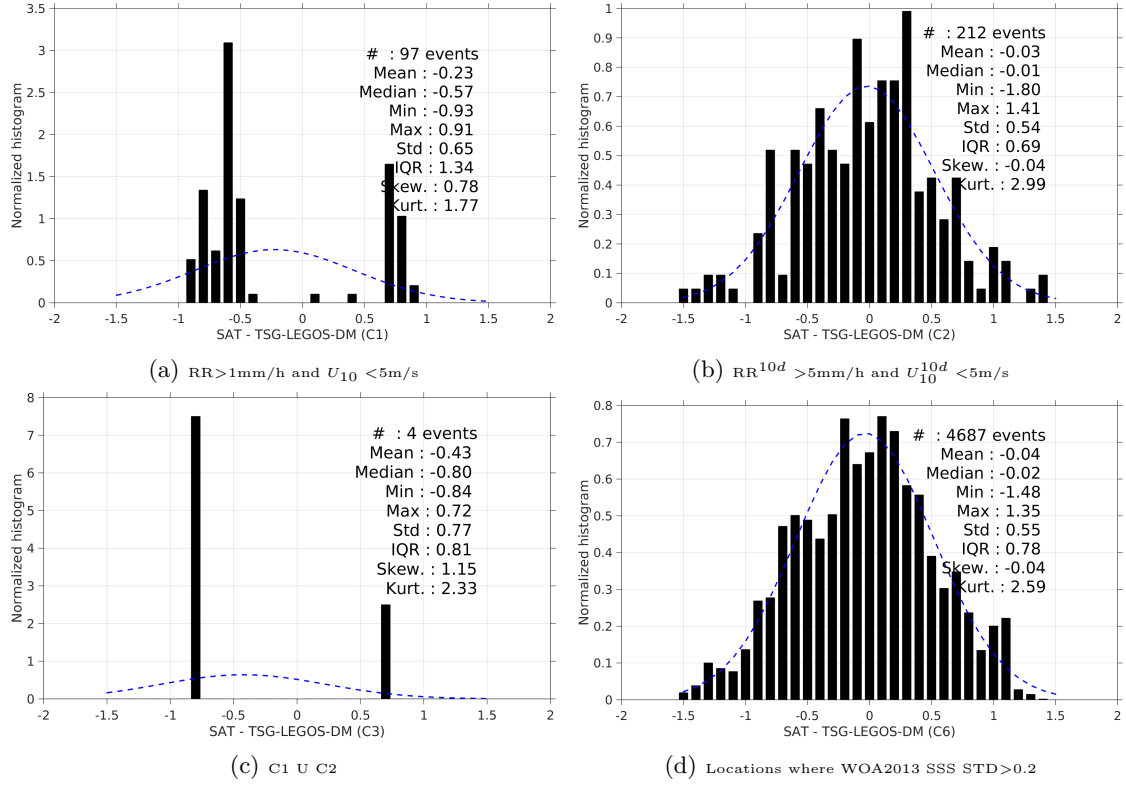 3.5
3
2.5
2
1.5
1
0.5
0
-2 -1.5 -1 -0.5 0 0.5 1 1.5 2
Normalized histogram
SAT - TSG-LEGOS-DM (C1)
# : 97 events
Mean : -0.23
Median : -0.57
Min : -0.93
Max : 0.91
Std : 0.65
IQR : 1.34
Skew. : 0.78
Kurt. : 1.77
(a) RR>1mm/h and U10 <5m/s
1
0.9
0.8
0.7
0.6
0.5
0.4
0.3
0.2
0.1
0
-2 -1.5 -1 -0.5 0 0.5 1 1.5 2
Normalized histogram
SAT - TSG-LEGOS-DM (C2)
# : 212 events
Mean : -0.03
Median : -0.01
Min : -1.80
Max : 1.41
Std : 0.54
IQR : 0.69
Skew. : -0.04
Kurt. : 2.99
(b) RR^10d >5mm/h and U10^10d <5m/s
8
7
6
5
4
3
2
1
0
-2 -1.5 -1 -0.5 0 0.5 1 1.5 2
Normalized histogram
SAT - TSG-LEGOS-DM (C3)
# : 4 events
Mean : -0.43
Median : -0.80
Min : -0.84
Max : 0.72
Std : 0.77
IQR : 0.81
Skew. : 1.15
Kurt. : 2.33
(c) C1 U C2
0.8
0.7
0.6
0.5
0.4
0.3
0.2
0.1
0
-2 -1.5 -1 -0.5 0 0.5 1 1.5 2
Normalized histogram
SAT - TSG-LEGOS-DM (C6)
# : 4687 events
Mean : -0.04
Median : -0.02
Min : -1.48
Max : 1.35
Std : 0.55
IQR : 0.78
Skew. : -0.04
Kurt. : 2.59
(d) Locations where WOA2013 SSS STD>0.2